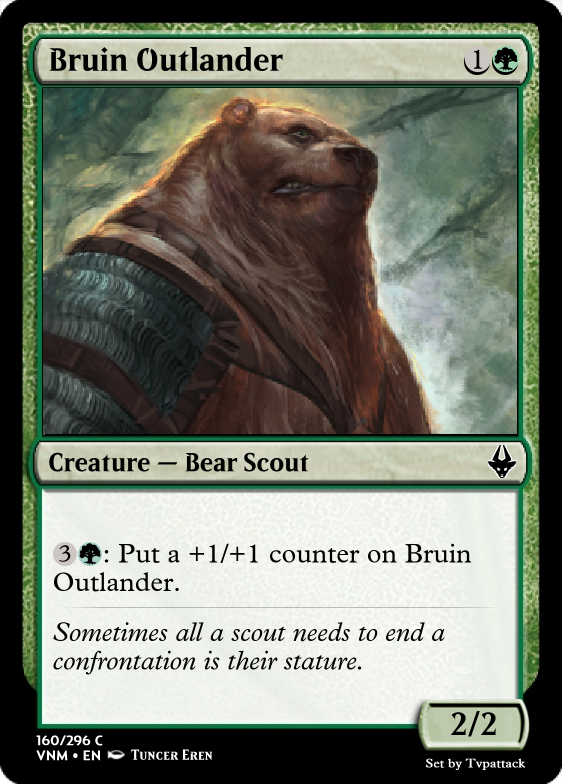 Bruin Outlander 1
Creature — Bear Scout
3: Put a +1/+1 counter on Bruin
Outlander.
Sometimes all a scout needs to end a
confrontation is their stature.
2/2
160/296 C
VNM • EN Tuncer Eren
Set by Tvpattack